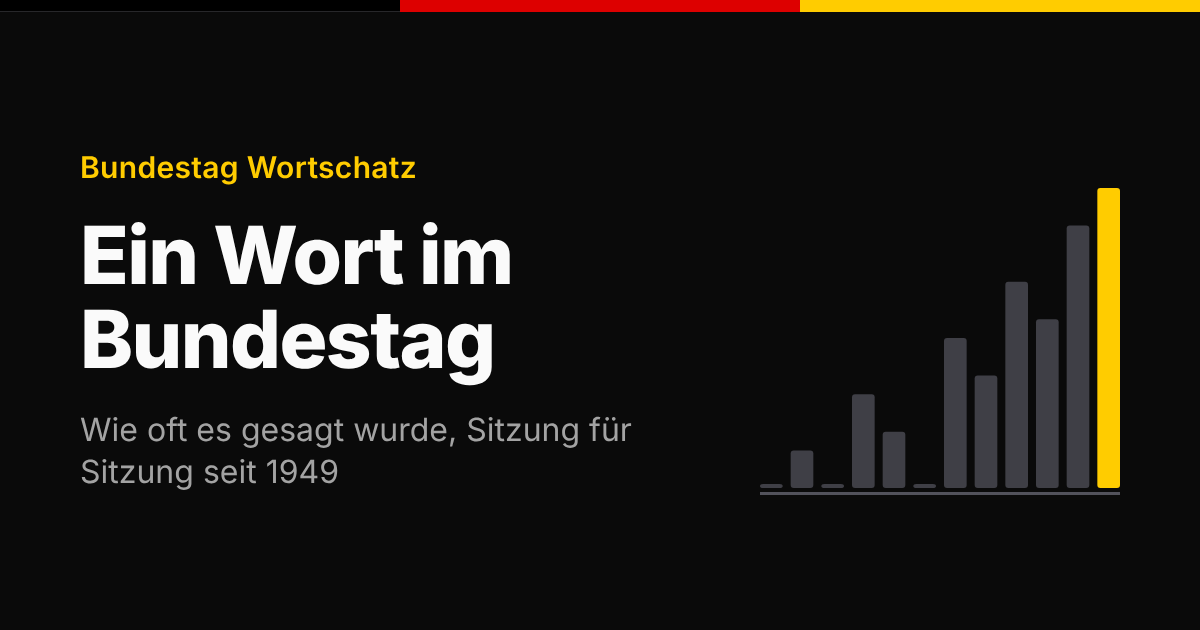 Bundestag Wortschatz
Ein Wort im
Bundestag
Wie oft es gesagt wurde, Sitzung für
Sitzung seit 1949